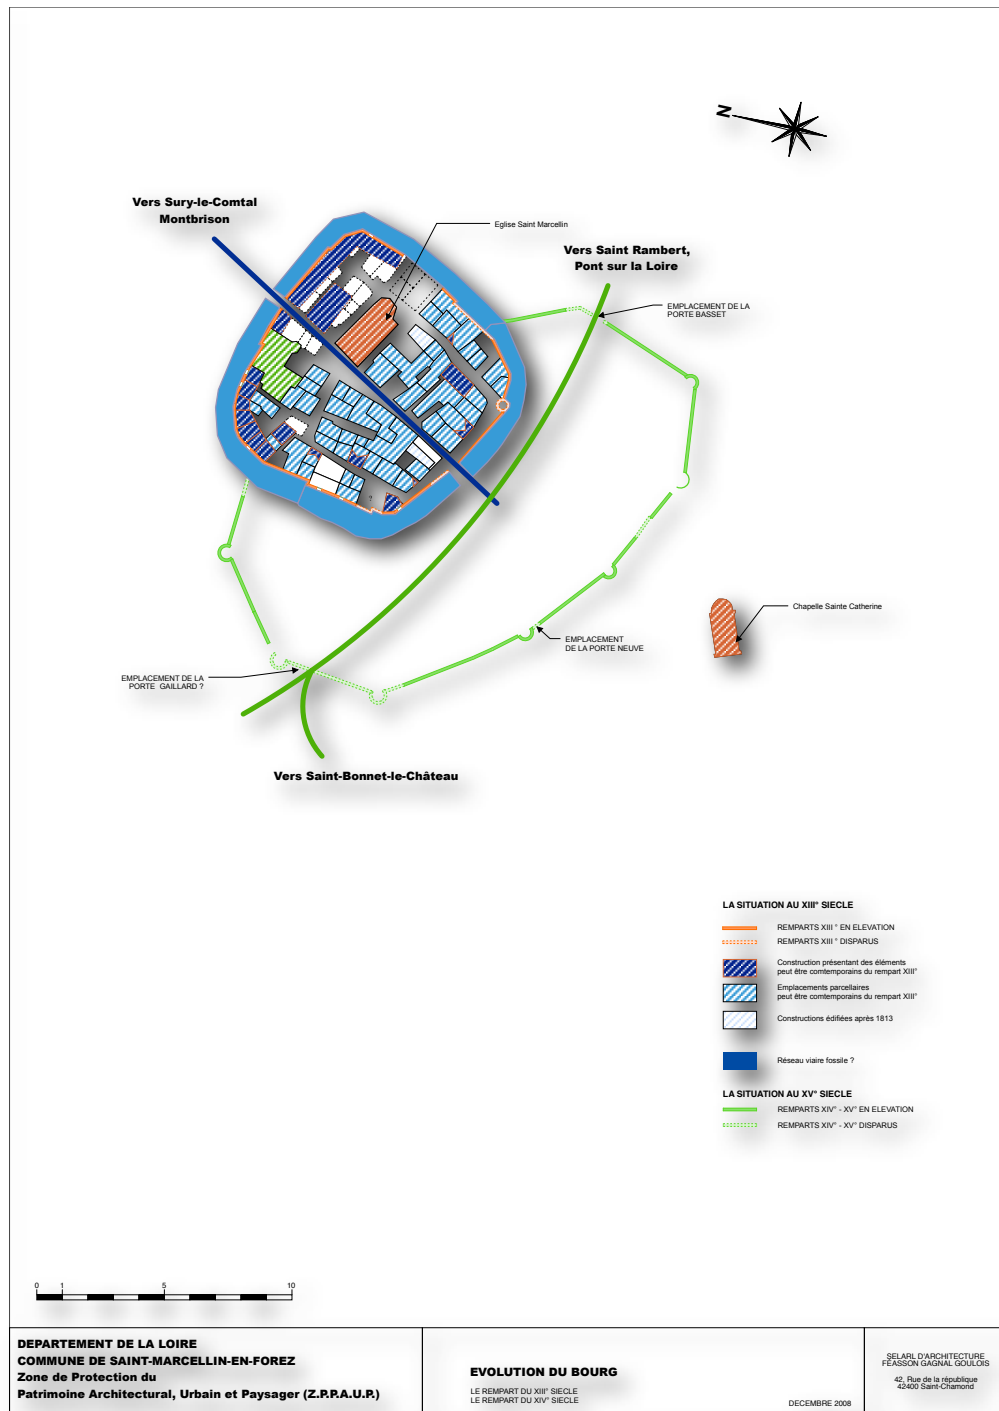 N
Vers Sury-le-Comtal
Montbrison
Eglise Saint Marcellin
Vers Saint Rambert,
Pont sur la Loire
EMPLACEMENT DE LA
PORTE BASSET
?
Chapelle Sainte Catherine
EMPLACEMENT
DE LA PORTE NEUVE
EMPLACEMENT DE LA
PORTE GAILLARD ?
Vers Saint-Bonnet-le-Château
LA SITUATION AU XIII° SIECLE
REMPARTS XIII ° EN ELEVATION
REMPARTS XIII ° DISPARUS
Construction présentant des éléments
peut être comtemporains du rempart XIII°
Emplacements parcellaires
peut être comtemporains du rempart XIII°
Constructions édifiées après 1813
Réseau viaire fossile ?
LA SITUATION AU XV° SIECLE
REMPARTS XIV° - XV° EN ELEVATION
REMPARTS XIV° - XV° DISPARUS
0 1 5 10
DEPARTEMENT DE LA LOIRE
COMMUNE DE SAINT-MARCELLIN-EN-FOREZ
Zone de Protection du
Patrimoine Architectural, Urbain et Paysager (Z.P.P.A.U.P.)
EVOLUTION DU BOURG
LE REMPART DU XIII° SIECLE
LE REMPART DU XIV° SIECLE
DECEMBRE 2008
SELARL D'ARCHITECTURE
FEASSON GAGNAL GOULOIS
42, Rue de la république
42400 Saint-Chamond